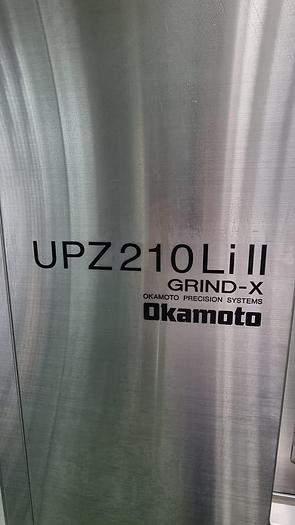 UPZ210Li II
GRIND-X
OKAMOTO PRECISION SYSTEMS
Okamoto